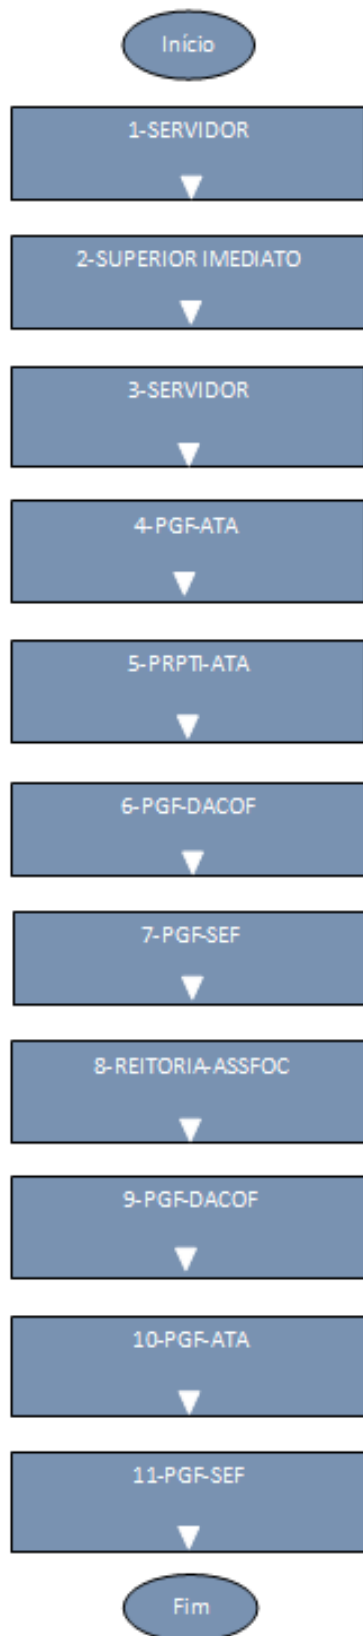 Início
1-SERVIDOR
2-SUPERIOR IMEDIATO
3-SERVIDOR
4-PGF-ATA
5-PRPTI-ATA
6-PGF-DACOF
7-PGF-SEF
8-REITORIA-ASSFOC
9-PGF-DACOF
10-PGF-ATA
11-PGF-SEF
Fim